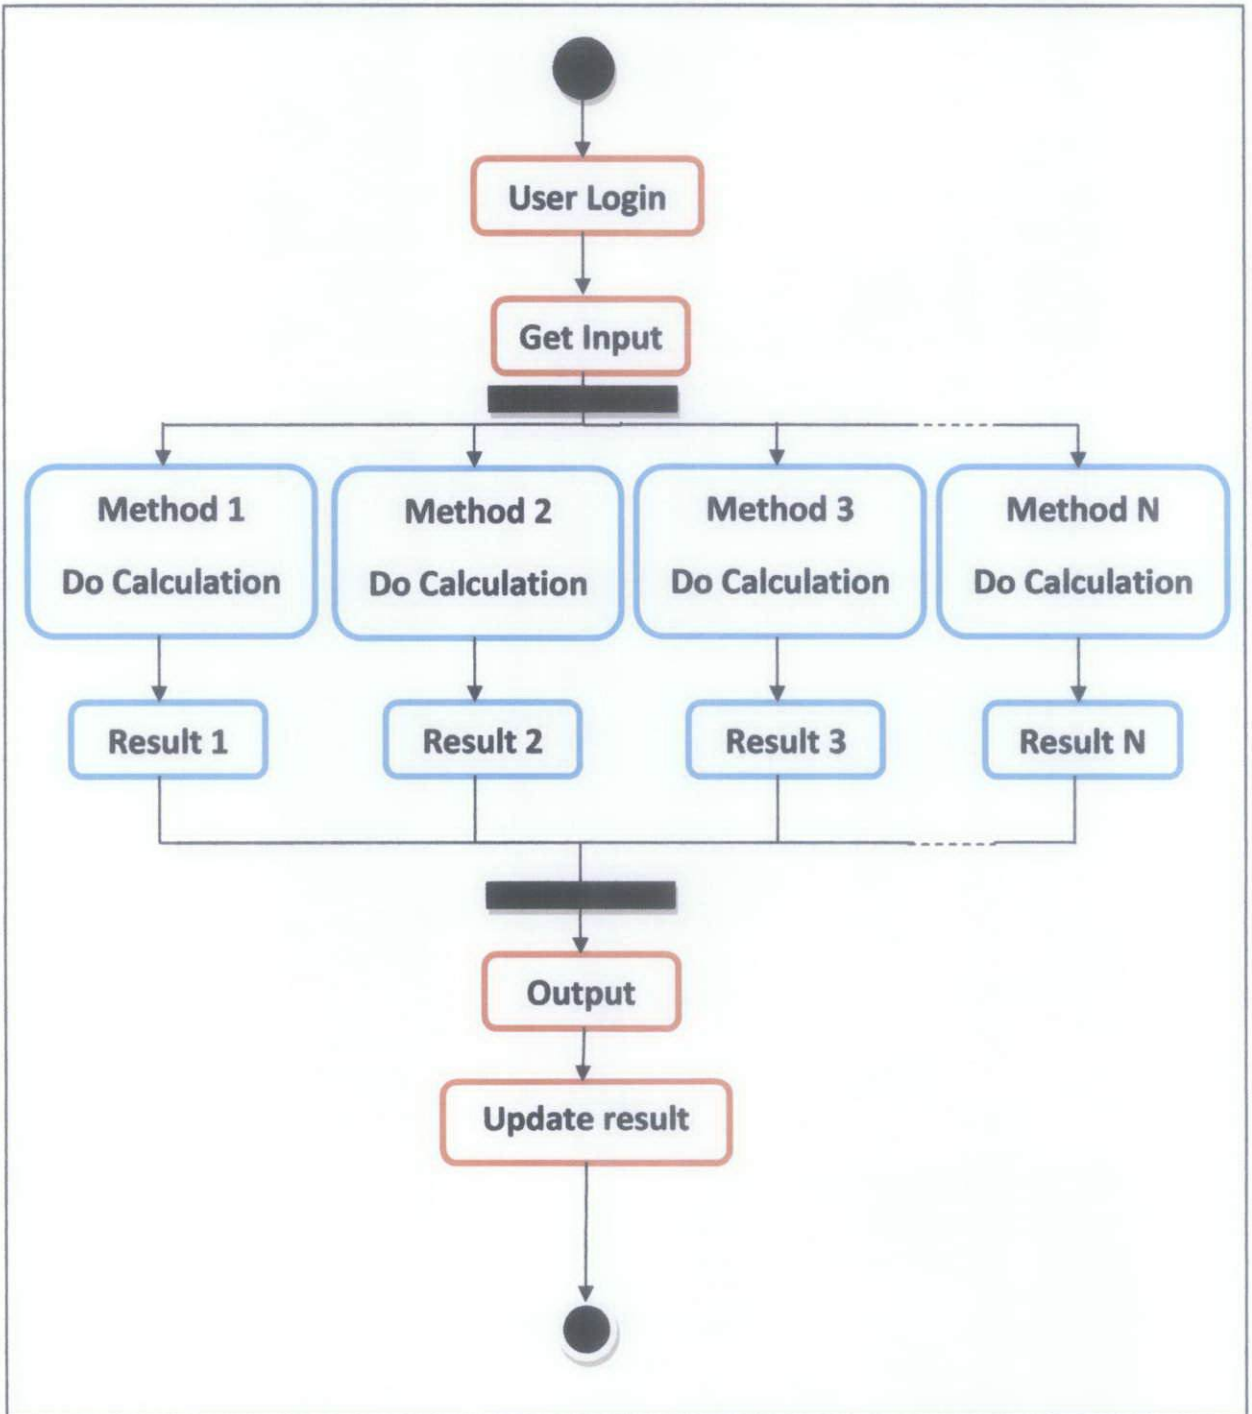 User Login
Get Input
Method 1
Do Calculation
Method 2
Do Calculation
Method 3
Do Calculation
Method N
Do Calculation
Result 1
Result 2
Result 3
Result N
Output
Update result